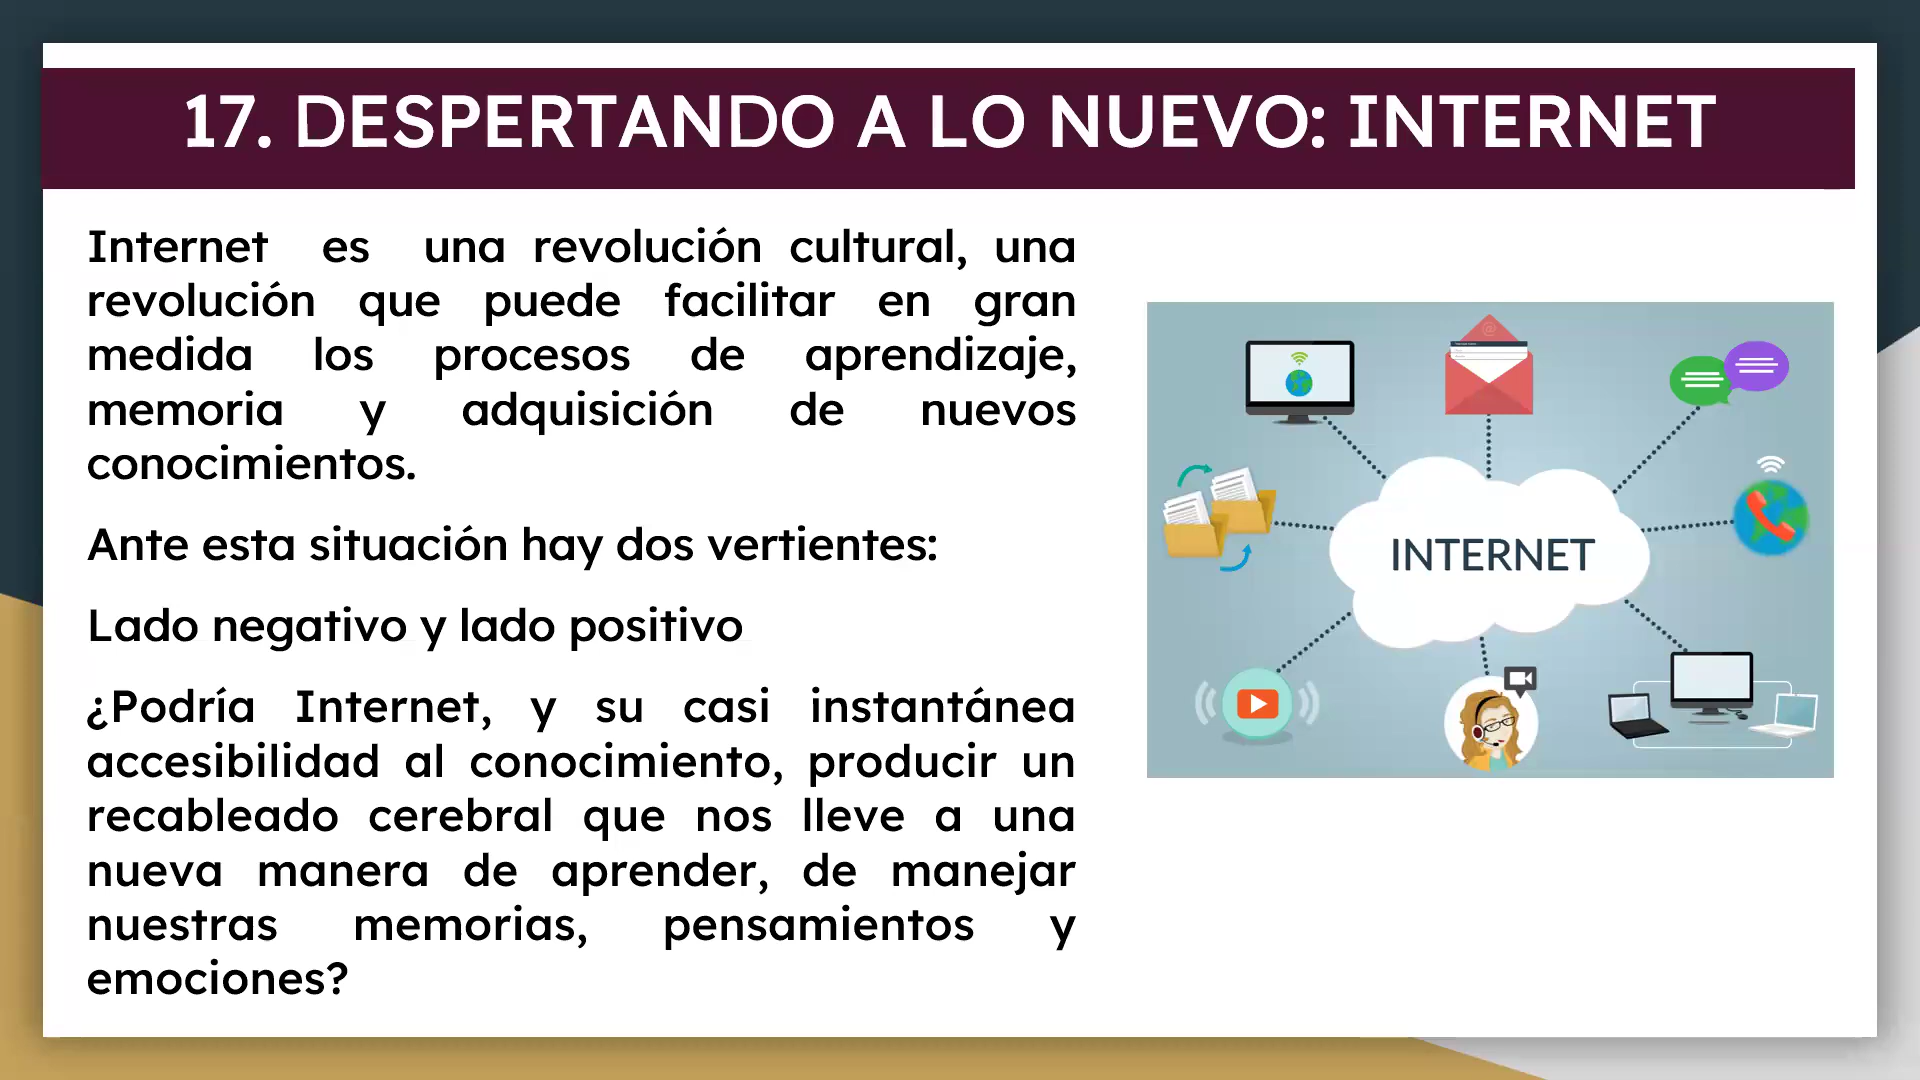 17. DESPERTANDO A LO NUEVO: INTERNET
Internet es una revolución cultural, una
revolución que puede facilitar en gran
medida los procesos de aprendizaje,
memoria y adquisición de nuevos
conocimientos.
Ante esta situación hay dos vertientes:
Lado negativo y lado positivo
¿Podría Internet, y su casi instantánea
accesibilidad al conocimiento, producir un
recableado cerebral que nos lleve a una
nueva manera de aprender, de manejar
nuestras memorias, pensamientos y
emociones?
@
INTERNET